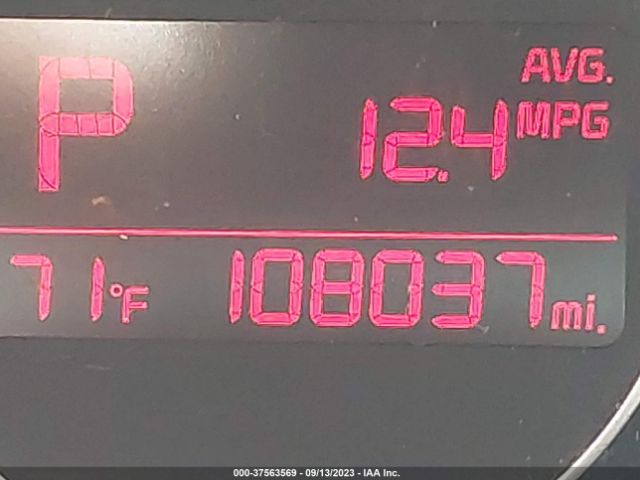 P
AVG.
12.4 MPG
71°F 108037 mi.
000-37563569 - 09/13/2023 - IAA Inc.